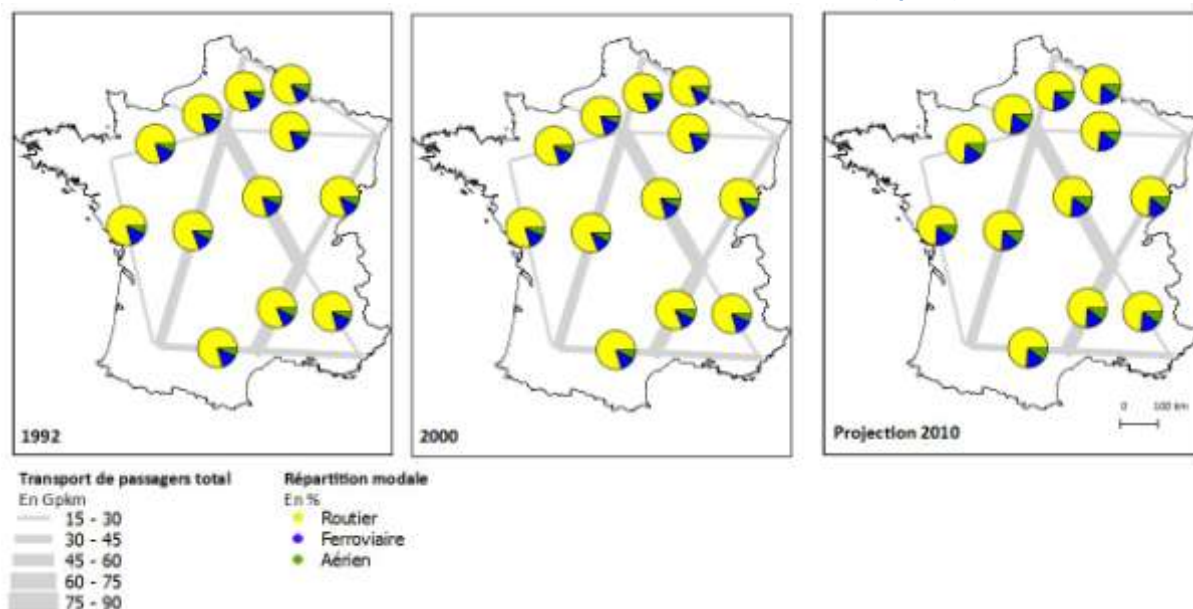 1992
2000
Projection 2010
0 100 km
Transport de passagers total
En Gpkm
15 - 30
30 - 45
45 - 60
60 - 75
75 - 90
Répartition modale
En %
Routier
Ferroviaire
Aérien